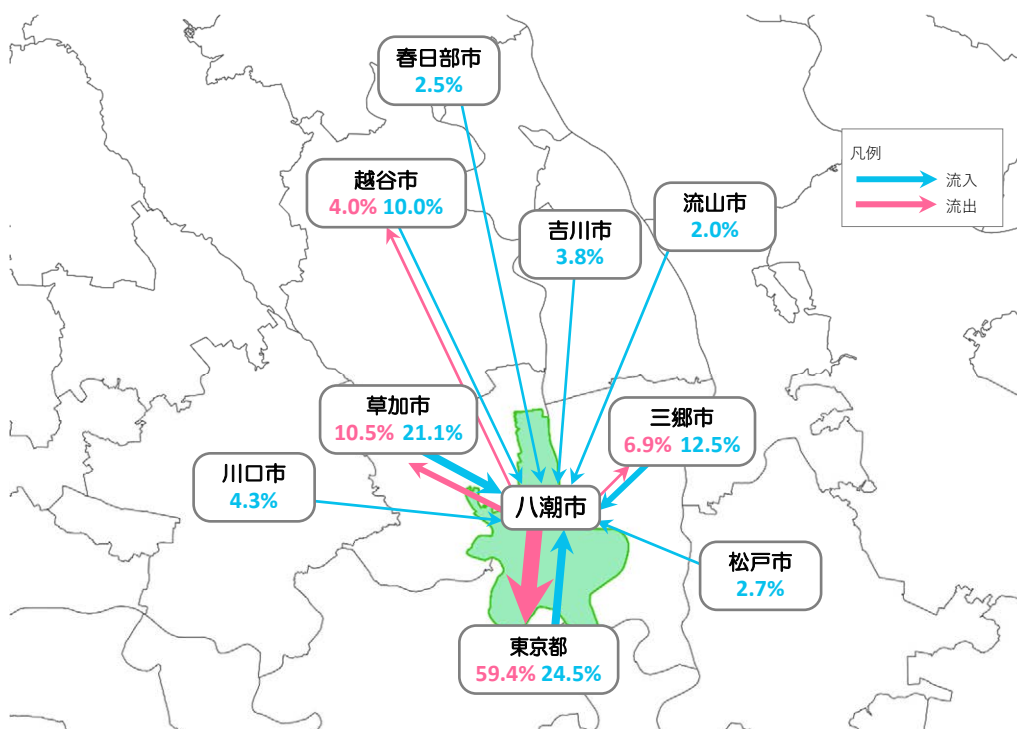 春日部市
2.5%
凡例
流入
流出
越谷市
4.0% 10.0%
流山市
2.0%
吉川市
3.8%
草加市
10.5% 21.1%
三郷市
6.9% 12.5%
川口市
4.3%
八潮市
松戸市
2.7%
東京都
59.4% 24.5%